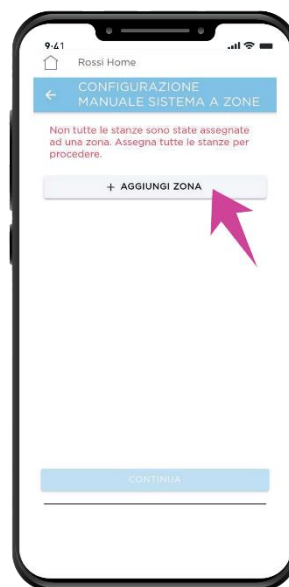 9:41
Rossi Home
CONFIGURAZIONE
MANUALE SISTEMA A ZONE
Non tutte le stanze sono state assegnate
ad una zona. Assegna tutte le stanze per
procedere.
+ AGGIUNGI ZONA
CONTINUA